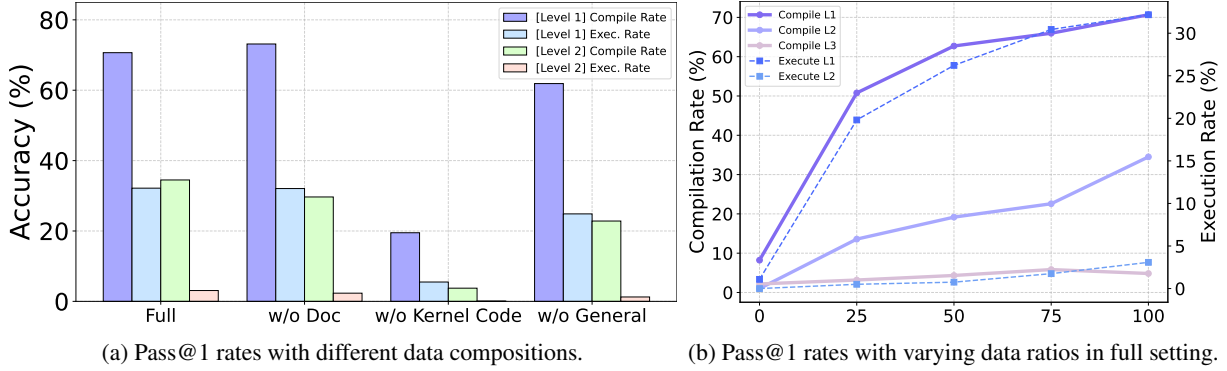 [Level 1] Compile Rate
[Level 1] Exec. Rate
[Level 2] Compile Rate
[Level 2] Exec. Rate
Accuracy (%)
80
60
40
20
0
Full
w/o Doc
w/o Kernel Code
w/o General
(a) Pass@1 rates with different data compositions.
Compile L1
Compile L2
Compile L3
Execute L1
Execute L2
Compilation Rate (%)
70
60
50
40
30
20
10
0
Execution Rate (%)
30
25
20
15
10
5
0
0
25
50
75
100
(b) Pass@1 rates with varying data ratios in full setting.